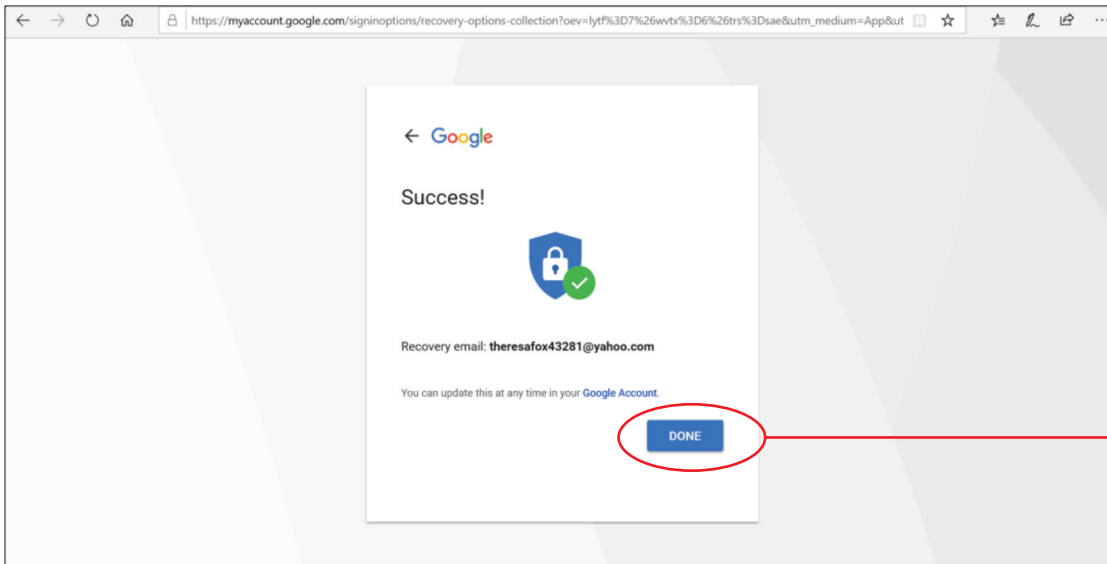 https://myaccount.google.com/signinoptions/recovery-options-collection?oev=lytf%3D7%26wvtx%3D6%26trs%3Dsae&utm_medium=App&ut
Google
Success!
Recovery email: theresafox43281@yahoo.com
You can update this at any time in your Google Account.
DONE